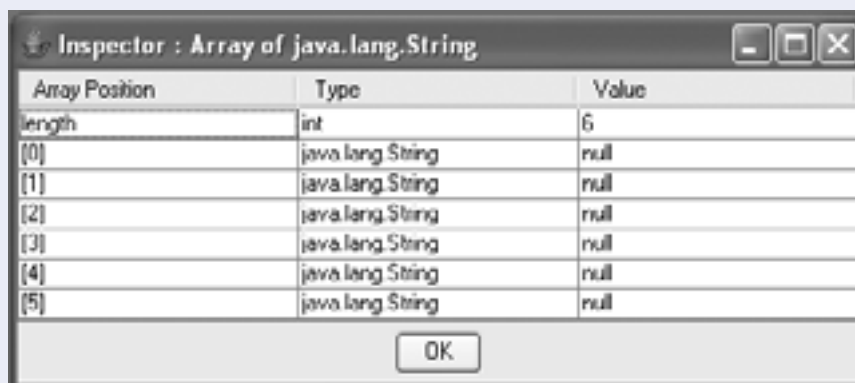 Inspector : Array of java.lang.String
Array Position Type Value
length int 6
[0] java.lang.String null
[1] java.lang.String null
[2] java.lang.String null
[3] java.lang.String null
[4] java.lang.String null
[5] java.lang.String null
OK